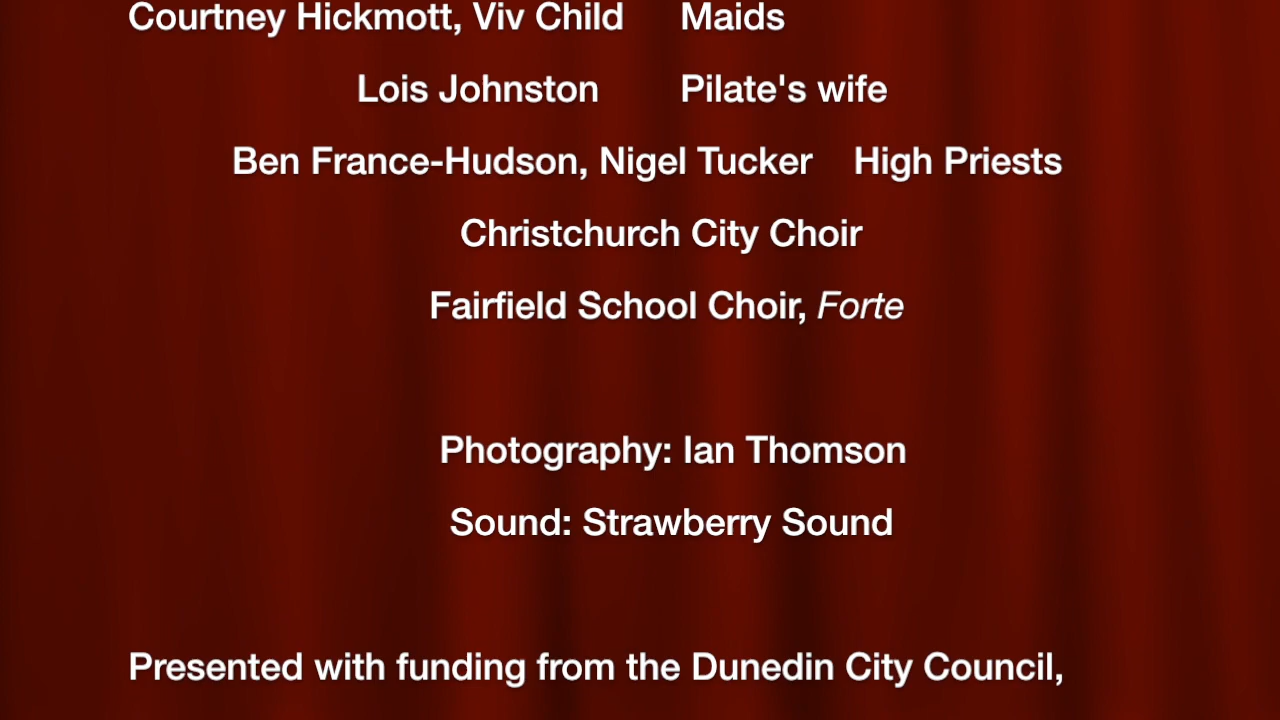 Courtney Hickmott, Viv Child Maids
Lois Johnston Pilate's wife
Ben France-Hudson, Nigel Tucker High Priests
Christchurch City Choir
Fairfield School Choir, Forte
Photography: Ian Thomson
Sound: Strawberry Sound
Presented with funding from the Dunedin City Council,